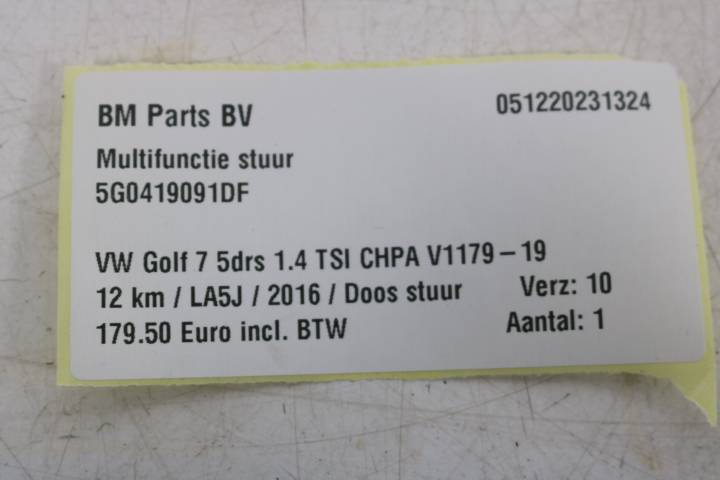 BM Parts BV 051220231324
Multifunctie stuur
5G0419091DF
VW Golf 7 5drs 1.4 TSI CHPA V1179-19
12 km / LA5J / 2016 / Doos stuur Verz: 10
179.50 Euro incl. BTW Aantal: 1